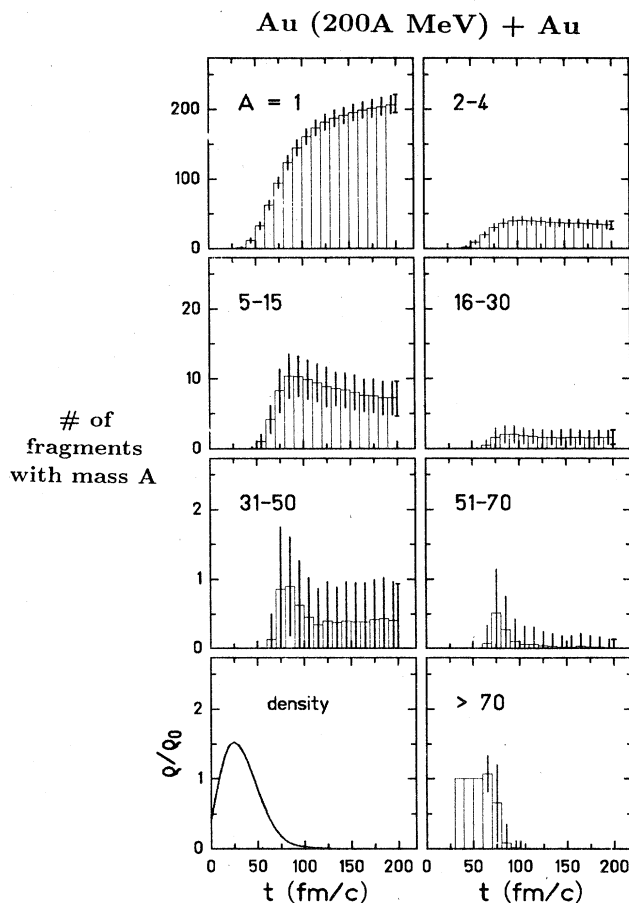 Au (200A MeV) + Au
A = 1
2-4
200
100
0
5-15
16-30
20
10
0
# of
fragments
with mass A
31-50
51-70
2
1
0
density
> 70
ϱ/ϱ0
2
1
0
0 50 100 150 200
0 50 100 150 200
t (fm/c)
t (fm/c)